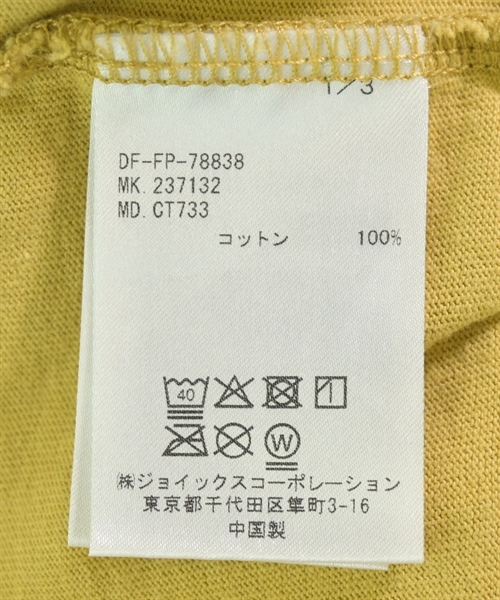 1/3
DF-FP-78838
MK.237132
MD.CT733
コットン 100%
40
W
㈱ジョイックスコーポレーション
東京都千代田区隼町3-16
中国製